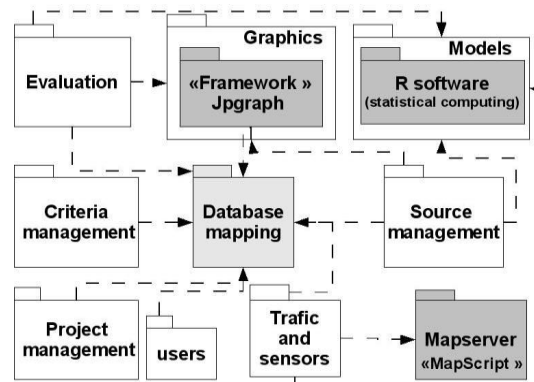 Graphics
Models
Evaluation
«Framework »
Jpgraph
R software
(statistical computing)
Criteria
management
Database
mapping
Source
management
Project
management
users
Trafic
and
sensors
Mapserver
«MapScript »